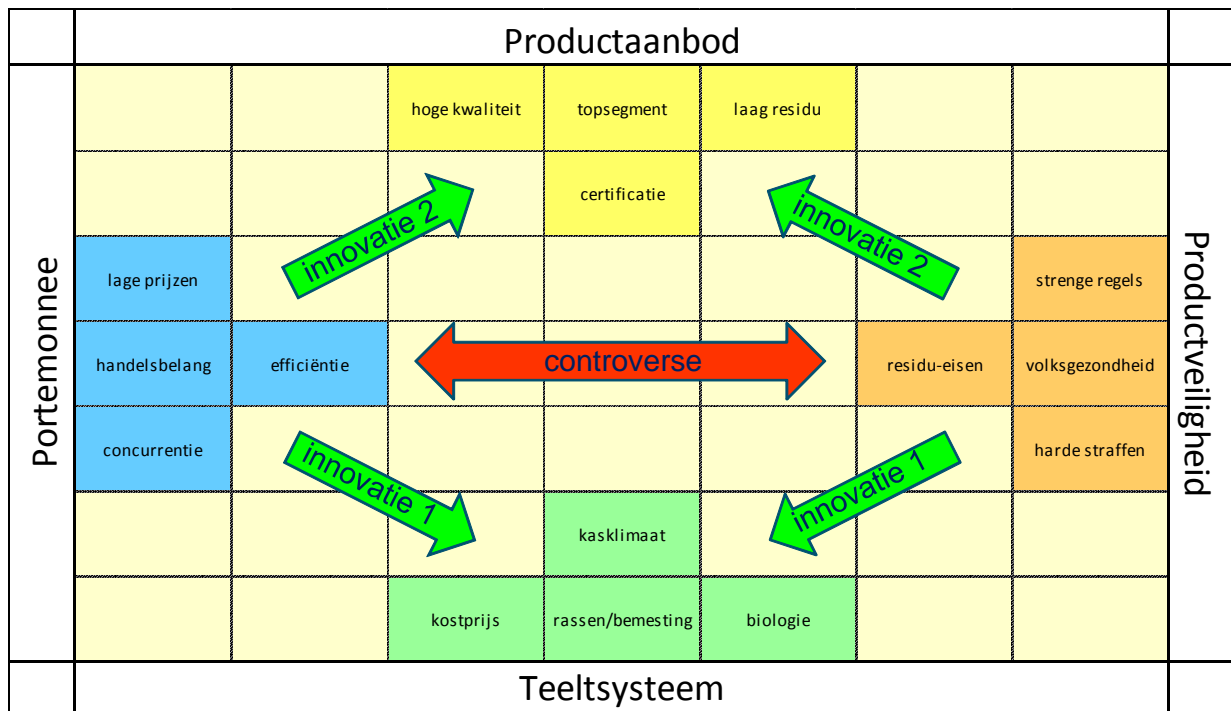 Productaanbod
hoge kwaliteit
topsegment
laag residu
certificatie
innovatie 2
innovatie 2
Portemonnee
Productveiligheid
lage prijzen
strenge regels
handelsbelang
efficiëntie
controverse
residu-eisen
volksgezondheid
concurrentie
harde straffen
innovatie 1
innovatie 1
kasklimaat
kostprijs
rassen/bemesting
biologie
Teeltsysteem